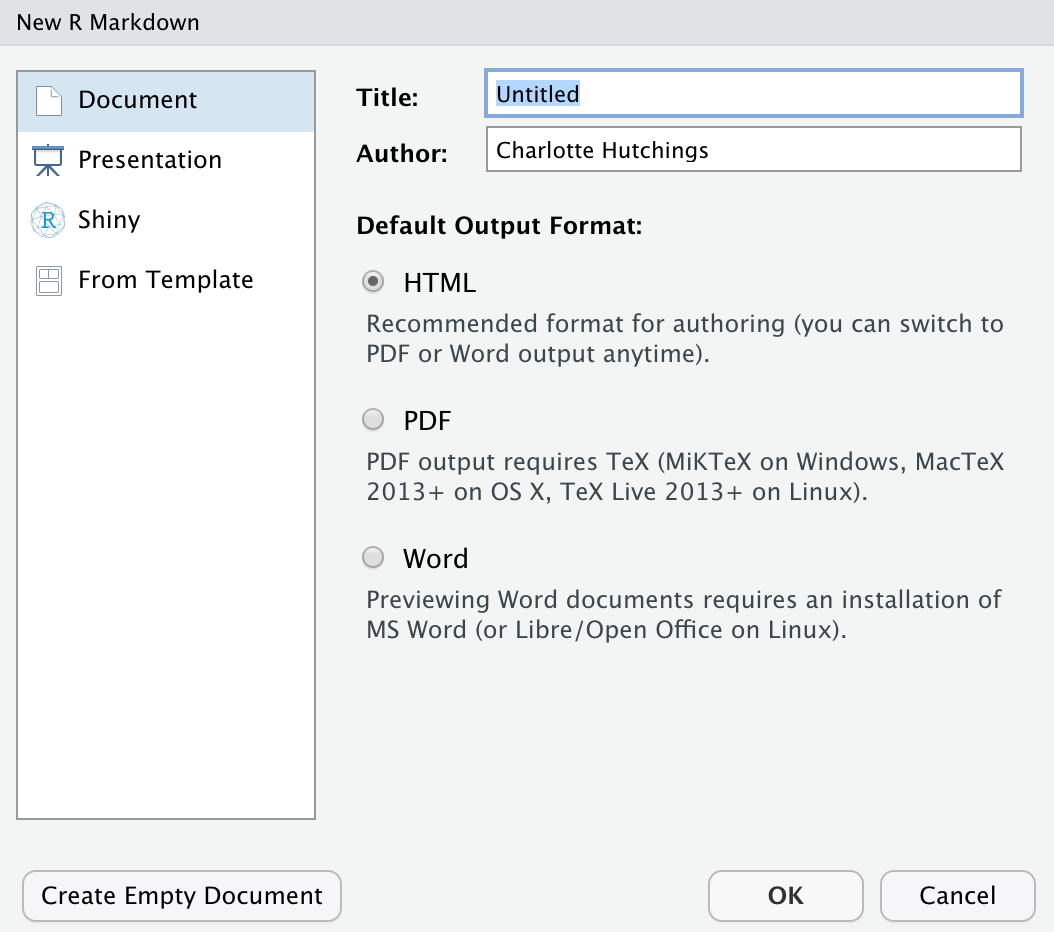 New R Markdown
Document
Presentation
R Shiny
From Template
Title: Untitled
Author: Charlotte Hutchings
Default Output Format:
HTML
Recommended format for authoring (you can switch to
PDF or Word output anytime).
PDF
PDF output requires TeX (MiKTeX on Windows, MacTeX
2013+ on OS X, TeX Live 2013+ on Linux).
Word
Previewing Word documents requires an installation of
MS Word (or Libre/Open Office on Linux).
Create Empty Document OK Cancel